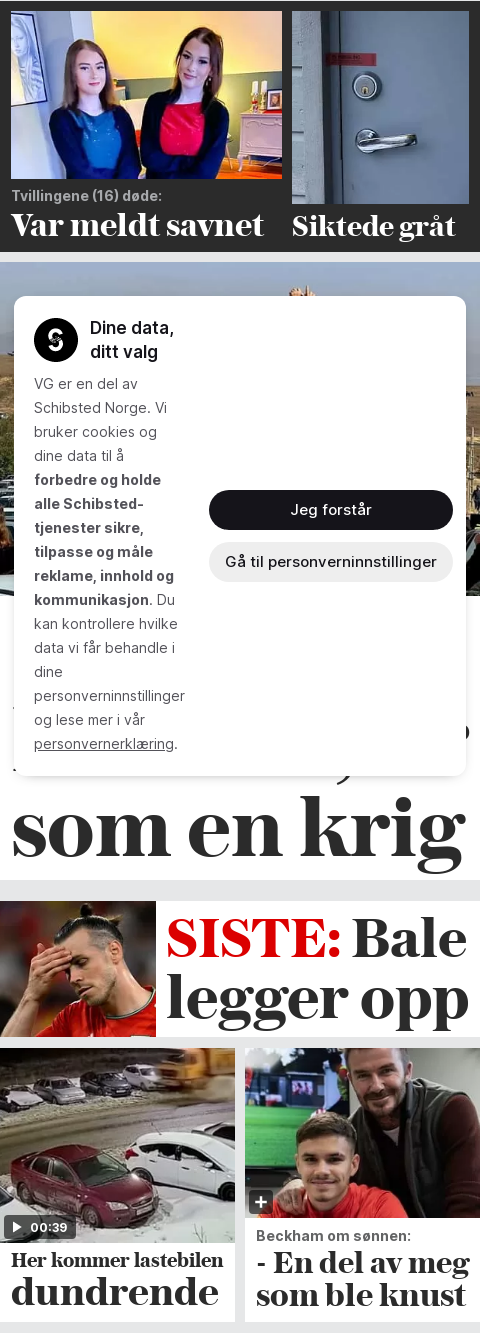 Tvillingene (16) døde:
Var meldt savnet
Siktede gråt
Dine data,
ditt valg
VG er en del av
Schibsted Norge. Vi
bruker cookies og
dine data til å
forbedre og holde
alle Schibsted-
tjenester sikre,
tilpasse og måle
reklame, innhold og
kommunikasjon. Du
kan kontrollere hvilke
data vi får behandle i
dine
personverninnstillinger
og lese mer i vår
personvernerklæring.
Jeg forstår
Gå til personverninnstillinger
som en krig
SISTE: Bale
legger opp
00:39
Her kommer lastebilen
dundrende
Beckham om sønnen:
- En del av meg
som ble knust